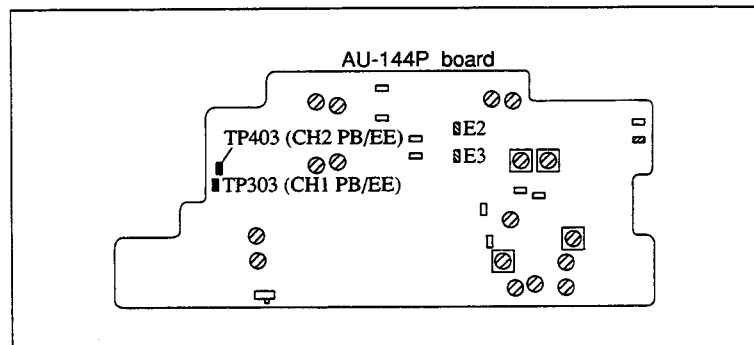 AU-144P board
E2
TP403 (CH2 PB/EE)
E3
TP303 (CH1 PB/EE)